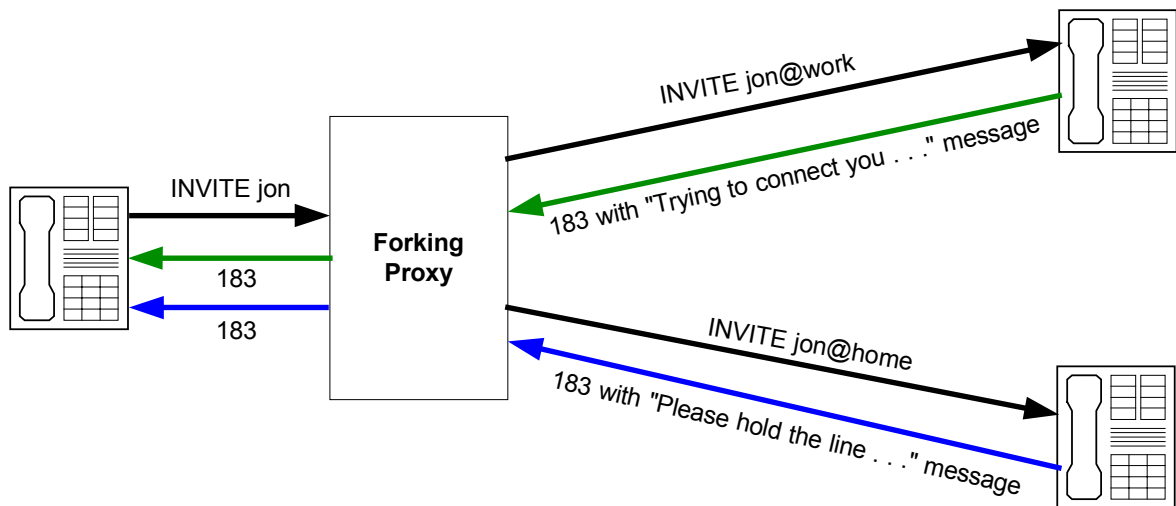 INVITE jon
183
183
Forking
Proxy
INVITE jon@work
183 with "Trying to connect you . . ." message
INVITE jon@home
183 with "Please hold the line . . ." message